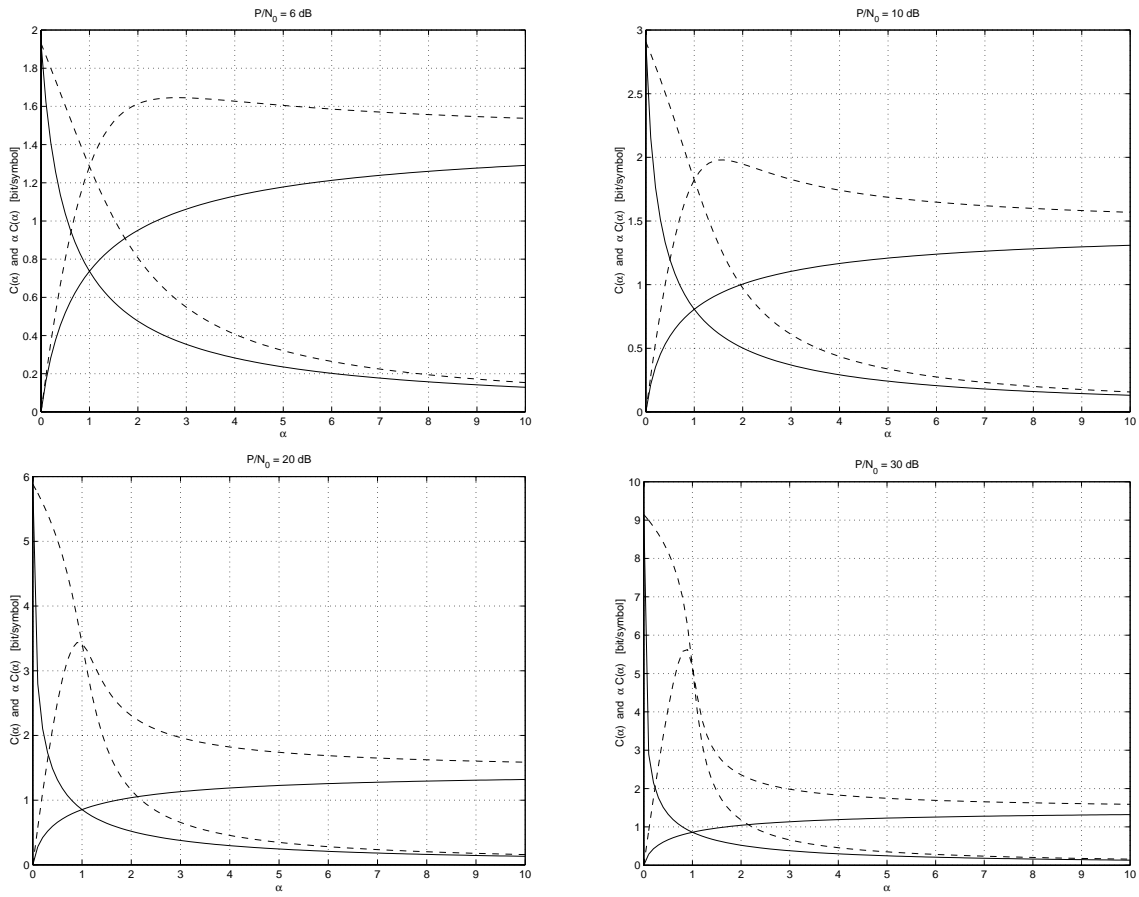 P/N0 = 6 dB
2
1.8
1.6
1.4
1.2
1
0.8
0.6
0.4
0.2
0
C(α) and α C(α) [bit/symbol]
0 1 2 3 4 5 6 7 8 9 10
α
P/N0 = 10 dB
3
2.5
2
1.5
1
0.5
0
C(α) and α C(α) [bit/symbol]
0 1 2 3 4 5 6 7 8 9 10
α
P/N0 = 20 dB
6
5
4
3
2
1
0
C(α) and α C(α) [bit/symbol]
0 1 2 3 4 5 6 7 8 9 10
α
P/N0 = 30 dB
10
9
8
7
6
5
4
3
2
1
0
C(α) and α C(α) [bit/symbol]
0 1 2 3 4 5 6 7 8 9 10
α